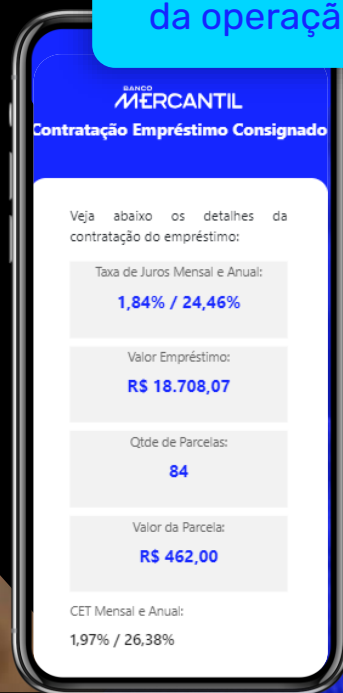 da operaçã
BANCO
MERCANTIL
Contratação Empréstimo Consignado
Veja abaixo os detalhes da
contratação do empréstimo:
Taxa de Juros Mensal e Anual:
1,84% / 24,46%
Valor Empréstimo:
R$ 18.708,07
Qtde de Parcelas:
84
Valor da Parcela:
R$ 462,00
CET Mensal e Anual:
1,97% / 26,38%